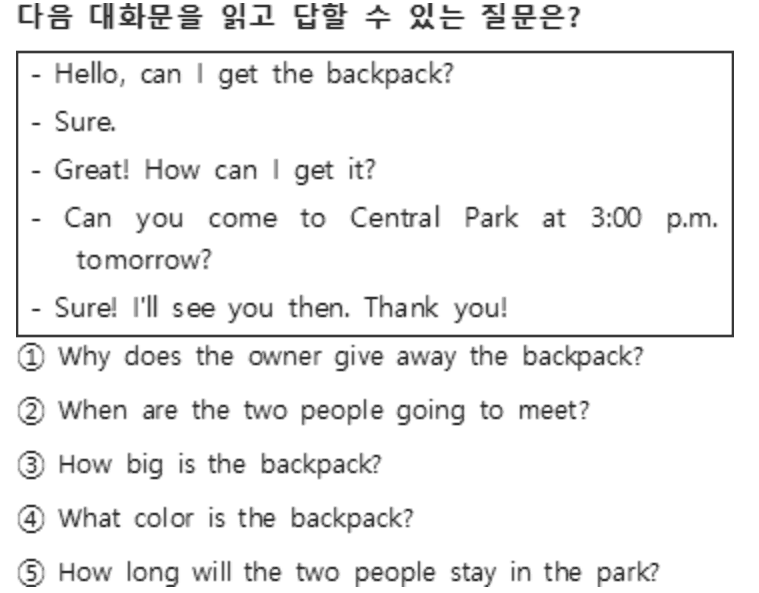 다음 대화문을 읽고 답할 수 있는 질문은?
- Hello, can I get the backpack?
- Sure.
- Great! How can I get it?
- Can you come to Central Park at 3:00 p.m.
tomorrow?
- Sure! I'll see you then. Thank you!
① Why does the owner give away the backpack?
② When are the two people going to meet?
③ How big is the backpack?
④ What color is the backpack?
⑤ How long will the two people stay in the park?